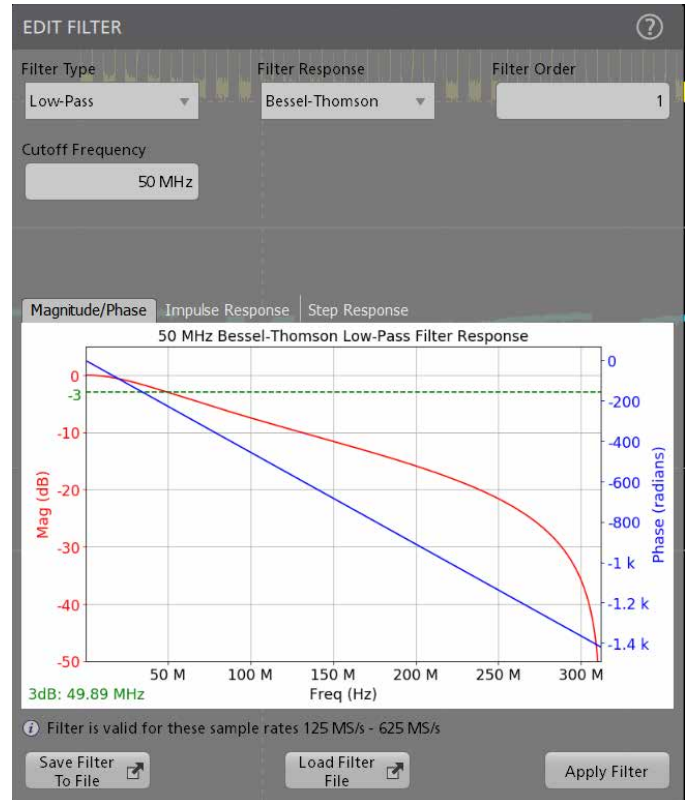 EDIT FILTER
?
Filter Type
Filter Response
Filter Order
Low-Pass
Bessel-Thomson
1
Cutoff Frequency
50 MHz
Magnitude/Phase
Impulse Response
Step Response
50 MHz Bessel-Thomson Low-Pass Filter Response
0
-3
-10
-20
-30
-40
-50
Mag (dB)
0
-200
-400
-600
-800
-1 k
-1.2 k
-1.4 k
Phase (radians)
50 M
100 M
150 M
200 M
250 M
300 M
3dB: 49.89 MHz
Freq (Hz)
i Filter is valid for these sample rates 125 MS/s - 625 MS/s
Save Filter
To File
Load Filter
File
Apply Filter